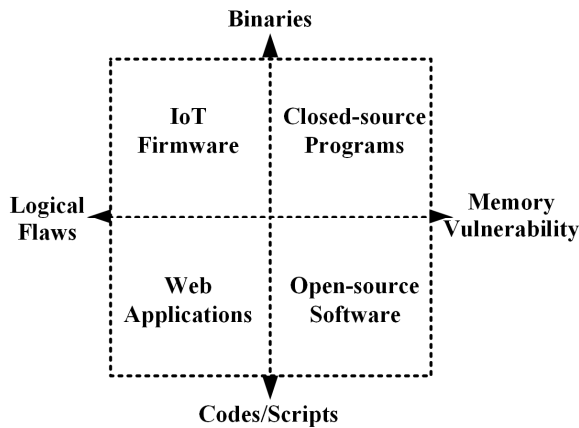 Binaries
IoT
Firmware
Closed-source
Programs
Logical
Flaws
Memory
Vulnerability
Web
Applications
Open-source
Software
Codes/Scripts